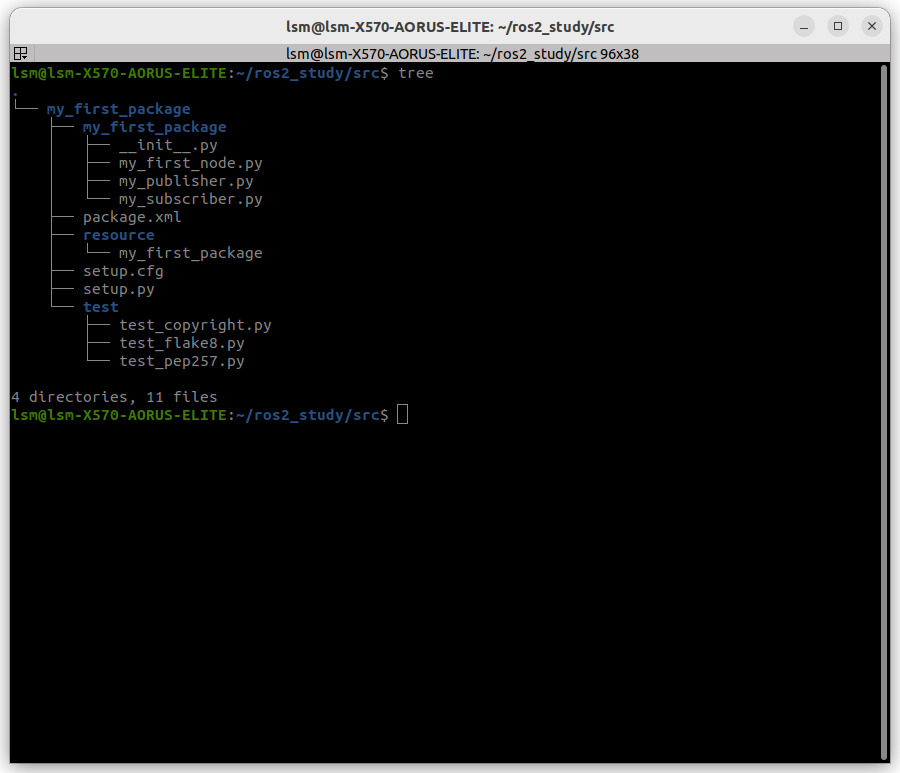 lsm@lsm-X570-AORUS-ELITE: ~/ros2_study/src
lsm@lsm-X570-AORUS-ELITE: ~/ros2_study/src 96x38
lsm@lsm-X570-AORUS-ELITE:~/ros2_study/src$ tree
.
└── my_first_package
    ├── my_first_package
    │   ├── __init__.py
    │   ├── my_first_node.py
    │   ├── my_publisher.py
    │   └── my_subscriber.py
    ├── package.xml
    ├── resource
    │   └── my_first_package
    ├── setup.cfg
    ├── setup.py
    └── test
        ├── test_copyright.py
        ├── test_flake8.py
        └── test_pep257.py
4 directories, 11 files
lsm@lsm-X570-AORUS-ELITE:~/ros2_study/src$